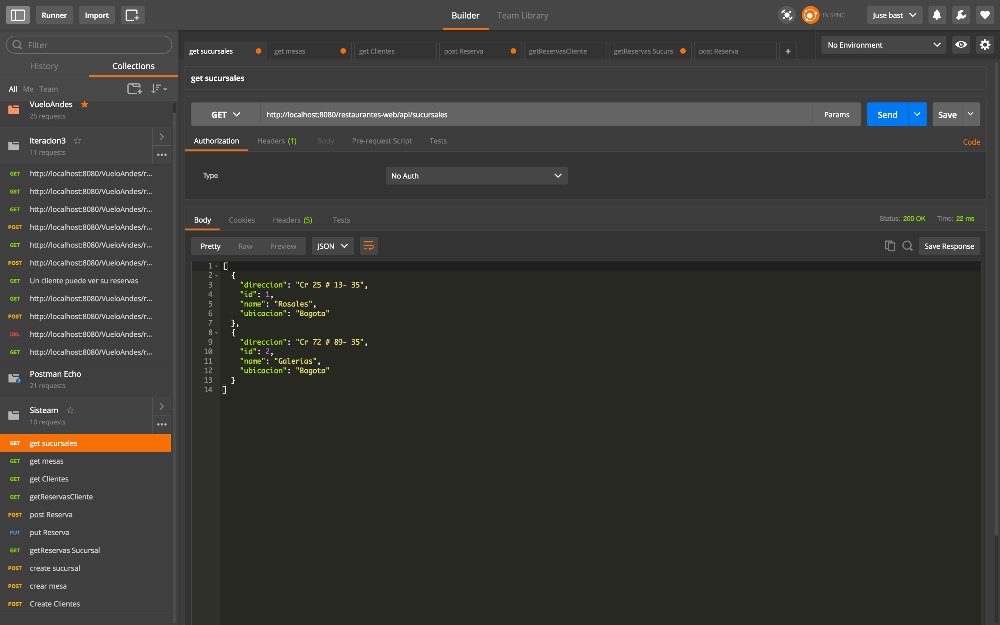 Runner Import Builder Team Library IN SYNC Juse bast
Filter
History Collections
All Me Team
VueloAndes
25 requests
iteracion3
11 requests
GET http://localhost:8080/VueloAndes/r...
GET http://localhost:8080/VueloAndes/r...
GET http://localhost:8080/VueloAndes/r...
POST http://localhost:8080/VueloAndes/r...
GET http://localhost:8080/VueloAndes/r...
POST http://localhost:8080/VueloAndes/r...
GET Un cliente puede ver su reservas
GET http://localhost:8080/VueloAndes/r...
POST http://localhost:8080/VueloAndes/r...
DEL http://localhost:8080/VueloAndes/r...
GET http://localhost:8080/VueloAndes/r...
Postman Echo
21 requests
Sisteam
10 requests
GET get sucursales
GET get mesas
GET get Clientes
GET getReservasCliente
POST post Reserva
PUT put Reserva
GET getReservas Sucursal
POST create sucursal
POST crear mesa
POST Create Clientes
get sucursales get mesas get Clientes post Reserva getReservasCliente getReservas Sucurs post Reserva + No Environment
get sucursales
GET http://localhost:8080/restaurantes-web/api/sucursales Params Send Save
Authorization Headers (1) Body Pre-request Script Tests Code
Type No Auth
Body Cookies Headers (5) Tests Status: 200 OK Time: 22 ms
Pretty Raw Preview JSON Save Response
1 [
2 {
3 "direccion": "Cr 25 # 13- 35",
4 "id": 1,
5 "name": "Rosales",
6 "ubicacion": "Bogota"
7 },
8 {
9 "direccion": "Cr 72 # 89- 35",
10 "id": 2,
11 "name": "Galerias",
12 "ubicacion": "Bogota"
13 }
14 ]